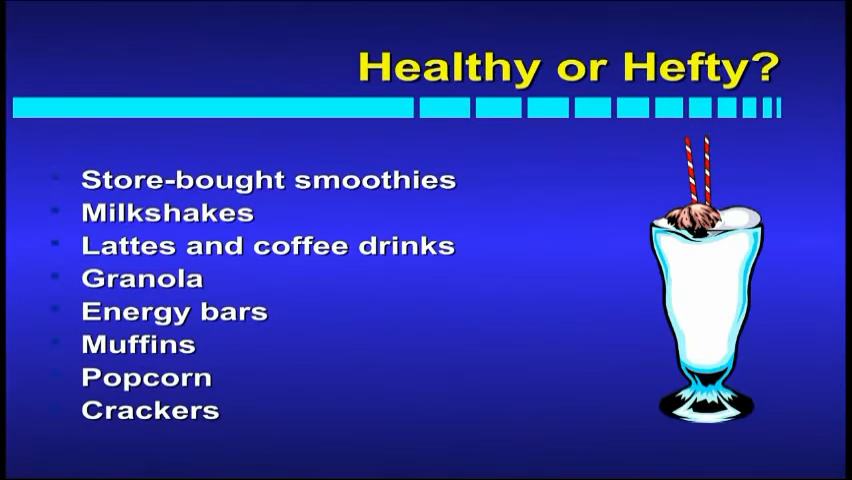 Healthy or Hefty?
Store-bought smoothies
Milkshakes
Lattes and coffee drinks
Granola
Energy bars
Muffins
Popcorn
Crackers